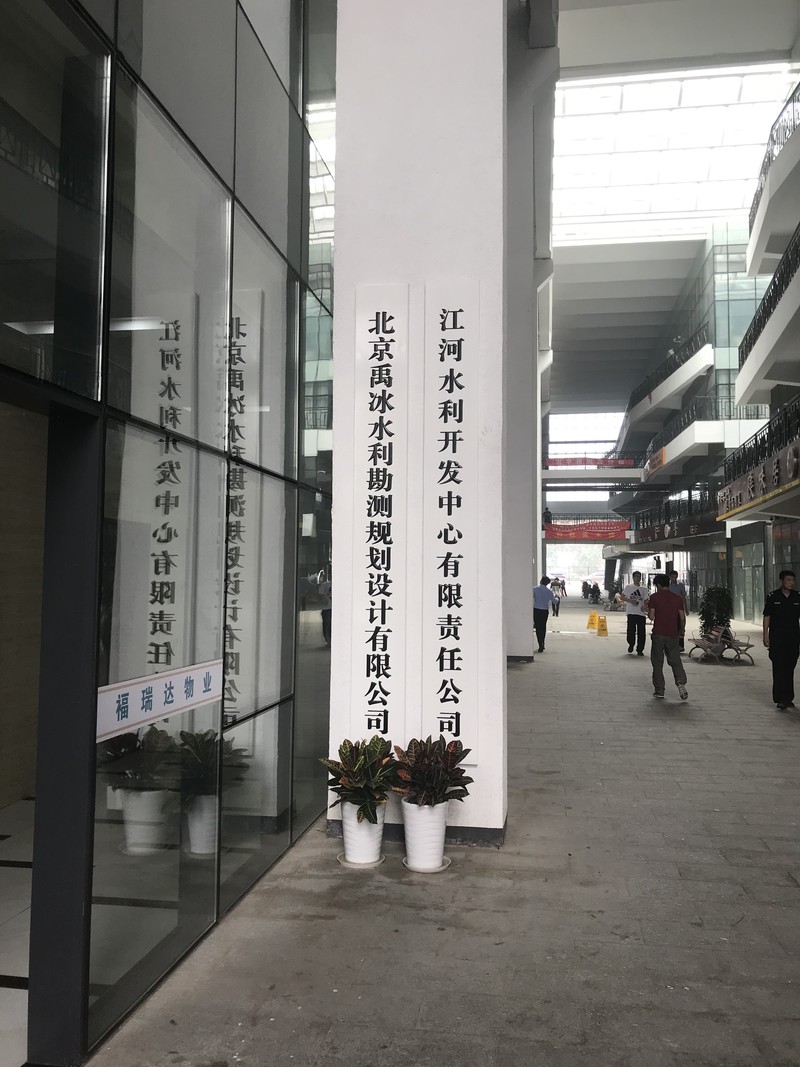 江河水利开发中心有限责任公司
北京禹冰水利勘测规划设计有限公司
福瑞达物业